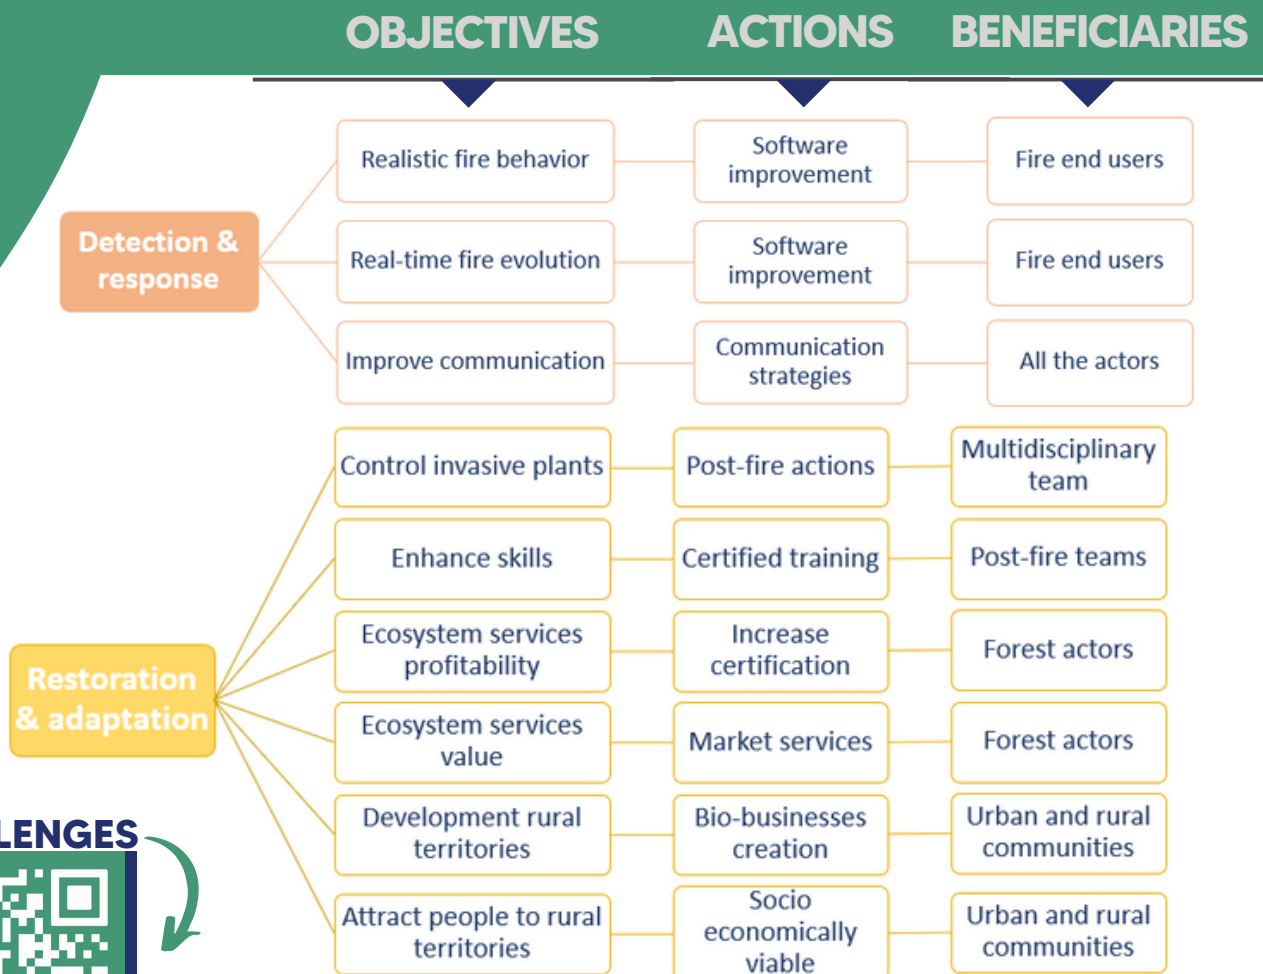 OBJECTIVES ACTIONS BENEFICIARIES
Detection &
response
Realistic fire behavior
Software
improvement
Fire end users
Real-time fire evolution
Software
improvement
Fire end users
Improve communication
Communication
strategies
All the actors
Restoration
& adaptation
Control invasive plants
Post-fire actions
Multidisciplinary
team
Enhance skills
Certified training
Post-fire teams
Ecosystem services
profitability
Increase
certification
Forest actors
Ecosystem services
value
Market services
Forest actors
Development rural
territories
Bio-businesses
creation
Urban and rural
communities
Attract people to rural
territories
Socio
economically
viable
Urban and rural
communities
LENGES